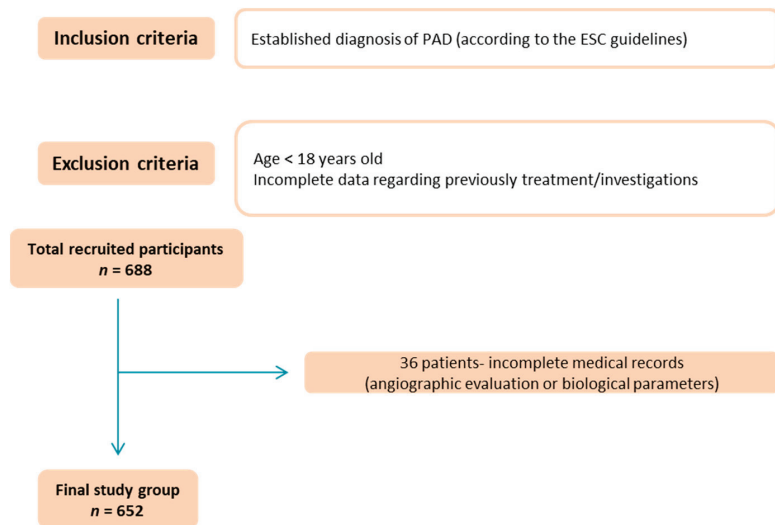 Inclusion criteria
Established diagnosis of PAD (according to the ESC guidelines)
Exclusion criteria
Age < 18 years old
Incomplete data regarding previously treatment/investigations
Total recruited participants
n = 688
36 patients- incomplete medical records
(angiographic evaluation or biological parameters)
Final study group
n = 652